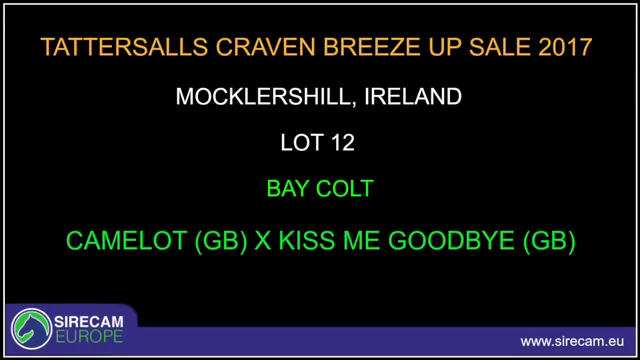 TATTERSALLS CRAVEN BREEZE UP SALE 2017
MOCKLERSHILL, IRELAND
LOT 12
BAY COLT
CAMELOT (GB) X KISS ME GOODBYE (GB)
SIRECAM
EUROPE
www.sirecam.eu